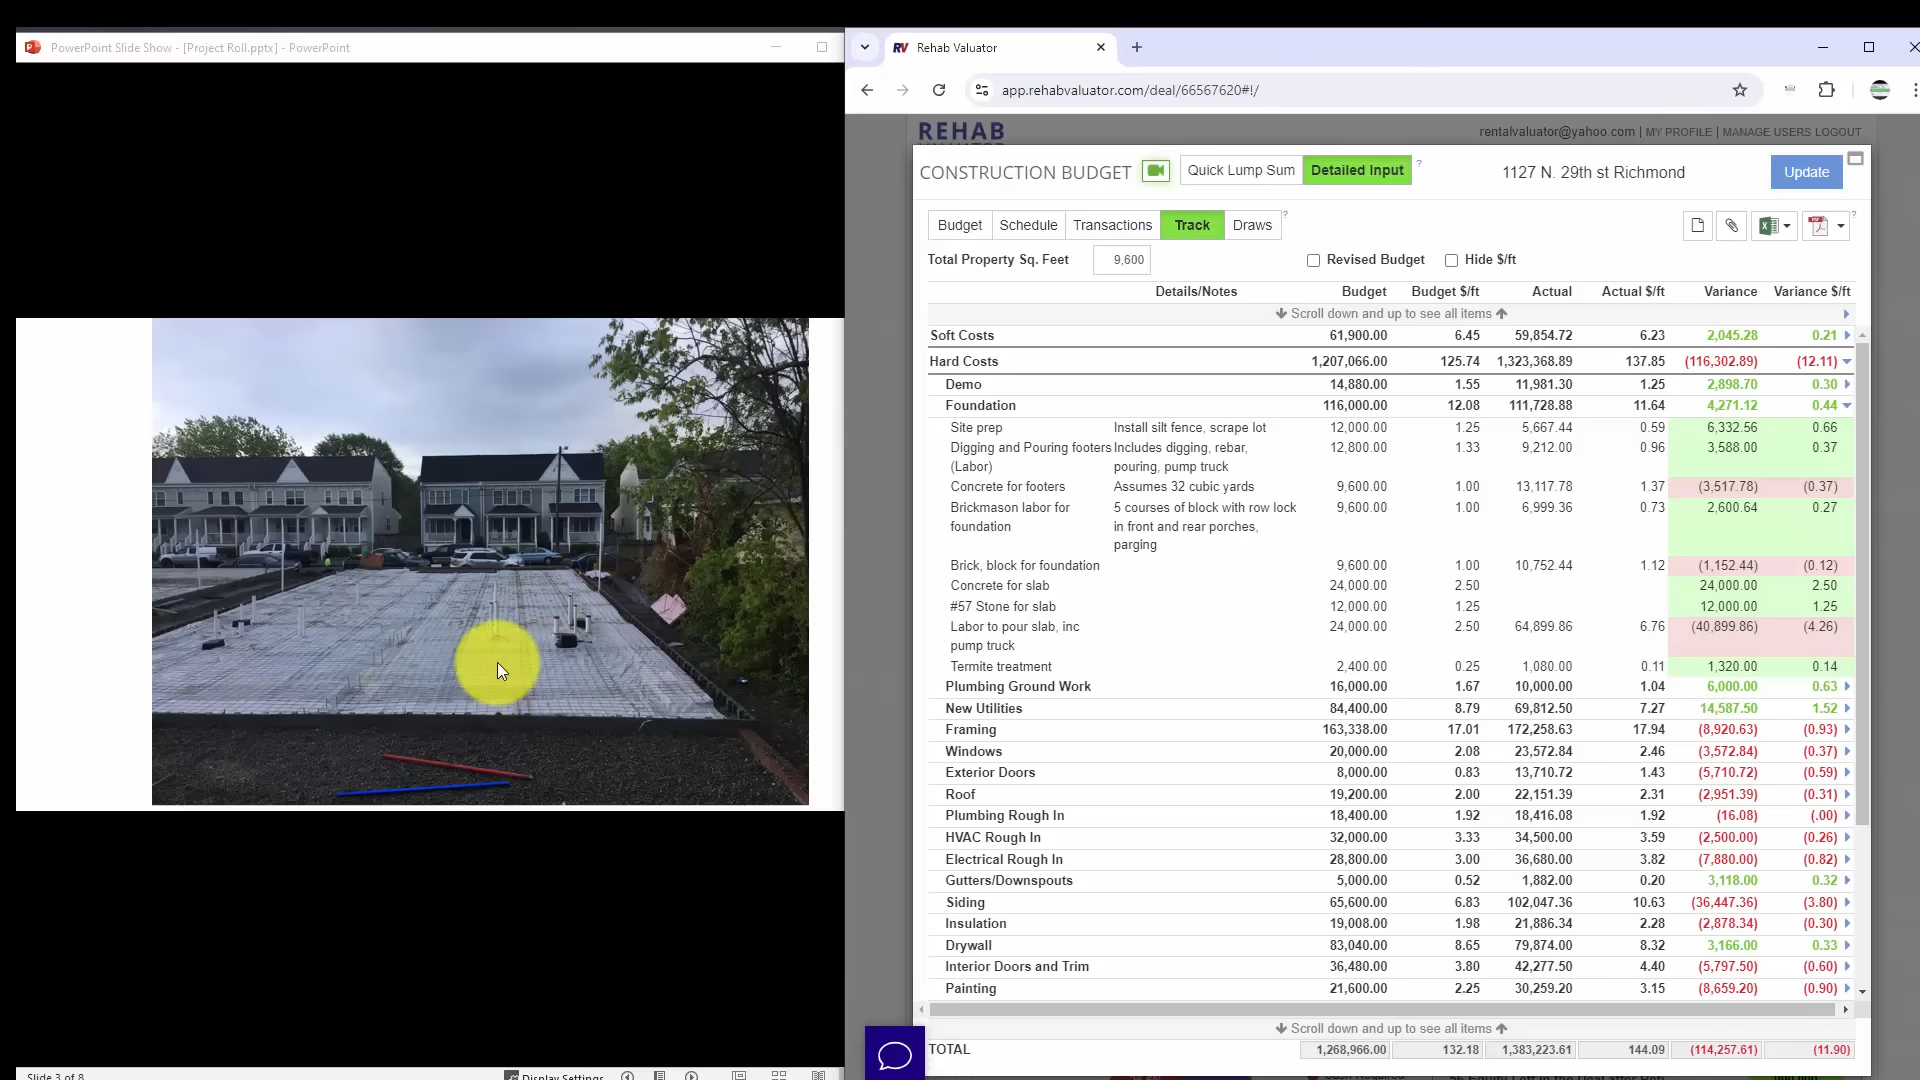 PowerPoint Slide Show - [Project Roll.pptx] - PowerPoint
Rehab Valuator
app.rehabvaluator.com/deal/66567620#!/
REHAB
rentalvaluator@yahoo.com | MY PROFILE | MANAGE USERS LOGOUT
CONSTRUCTION BUDGET Quick Lump Sum Detailed Input ? 1127 N. 29th st Richmond Update
Budget Schedule Transactions Track Draws ? ?
Total Property Sq. Feet 9,600 Revised Budget Hide $/ft
Details/Notes Budget Budget $/ft Actual Actual $/ft Variance Variance $/ft
Scroll down and up to see all items
Soft Costs 61,900.00 6.45 59,854.72 6.23 2,045.28 0.21
Hard Costs 1,207,066.00 125.74 1,323,368.89 137.85 (116,302.89) (12.11)
Demo 14,880.00 1.55 11,981.30 1.25 2,898.70 0.30
Foundation 116,000.00 12.08 111,728.88 11.64 4,271.12 0.44
Site prep Install silt fence, scrape lot 12,000.00 1.25 5,667.44 0.59 6,332.56 0.66
Digging and Pouring footers Includes digging, rebar, 12,800.00 1.33 9,212.00 0.96 3,588.00 0.37
(Labor) pouring, pump truck
Concrete for footers Assumes 32 cubic yards 9,600.00 1.00 13,117.78 1.37 (3,517.78) (0.37)
Brickmason labor for 5 courses of block with row lock 9,600.00 1.00 6,999.36 0.73 2,600.64 0.27
foundation in front and rear porches,
parging
Brick, block for foundation 9,600.00 1.00 10,752.44 1.12 (1,152.44) (0.12)
Concrete for slab 24,000.00 2.50 24,000.00 2.50
#57 Stone for slab 12,000.00 1.25 12,000.00 1.25
Labor to pour slab, inc 24,000.00 2.50 64,899.86 6.76 (40,899.86) (4.26)
pump truck
Termite treatment 2,400.00 0.25 1,080.00 0.11 1,320.00 0.14
Plumbing Ground Work 16,000.00 1.67 10,000.00 1.04 6,000.00 0.63
New Utilities 84,400.00 8.79 69,812.50 7.27 14,587.50 1.52
Framing 163,338.00 17.01 172,258.63 17.94 (8,920.63) (0.93)
Windows 20,000.00 2.08 23,572.84 2.46 (3,572.84) (0.37)
Exterior Doors 8,000.00 0.83 13,710.72 1.43 (5,710.72) (0.59)
Roof 19,200.00 2.00 22,151.39 2.31 (2,951.39) (0.31)
Plumbing Rough In 18,400.00 1.92 18,416.08 1.92 (16.08) (.00)
HVAC Rough In 32,000.00 3.33 34,500.00 3.59 (2,500.00) (0.26)
Electrical Rough In 28,800.00 3.00 36,680.00 3.82 (7,880.00) (0.82)
Gutters/Downspouts 5,000.00 0.52 1,882.00 0.20 3,118.00 0.32
Siding 65,600.00 6.83 102,047.36 10.63 (36,447.36) (3.80)
Insulation 19,008.00 1.98 21,886.34 2.28 (2,878.34) (0.30)
Drywall 83,040.00 8.65 79,874.00 8.32 3,166.00 0.33
Interior Doors and Trim 36,480.00 3.80 42,277.50 4.40 (5,797.50) (0.60)
Painting 21,600.00 2.25 30,259.20 3.15 (8,659.20) (0.90)
Scroll down and up to see all items
TOTAL 1,268,966.00 132.18 1,383,223.61 144.09 (114,257.61) (11.90)
Slide 3 of 8 Display Settings